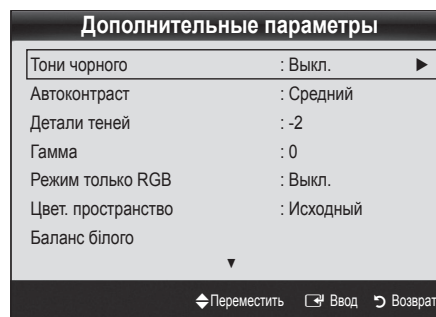 Дополнительные параметры
Тони чорного : Выкл. ►
Автоконтраст : Средний
Детали теней : -2
Гамма : 0
Режим только RGB : Выкл.
Цвет. пространство : Исходный
Баланс білого
▼
Переместить Ввод Возврат